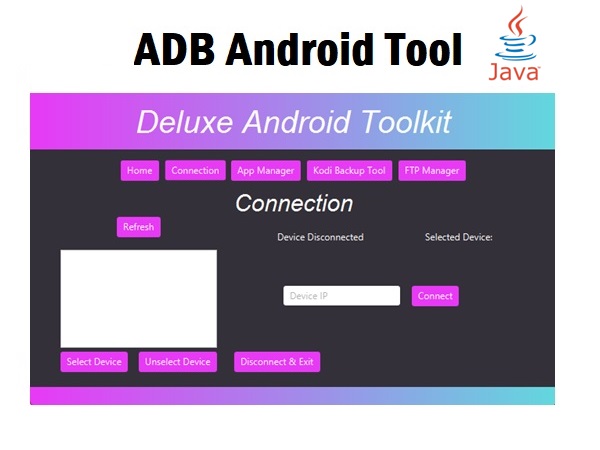 ADB Android Tool
Java
Deluxe Android Toolkit
Home Connection App Manager Kodi Backup Tool FTP Manager
Connection
Refresh
Device Disconnected Selected Device:
Device IP Connect
Select Device Unselect Device Disconnect & Exit